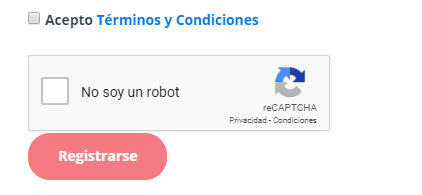 Acepto Términos y Condiciones
No soy un robot
reCAPTCHA
Privacidad - Condiciones
Registrarse